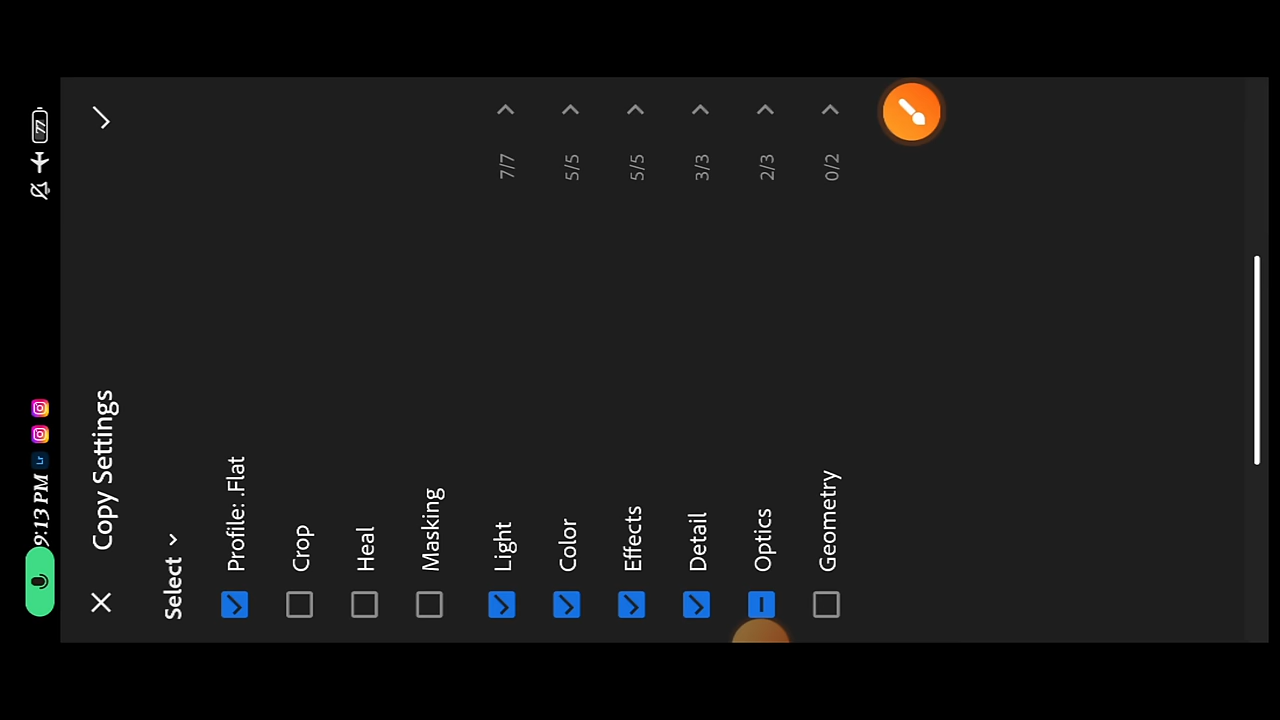 9:13 PM Lr 77
Copy Settings
Select
Profile: .Flat
Crop
Heal
Masking
Light 7/7
Color 5/5
Effects 5/5
Detail 3/3
Optics 2/3
Geometry 0/2